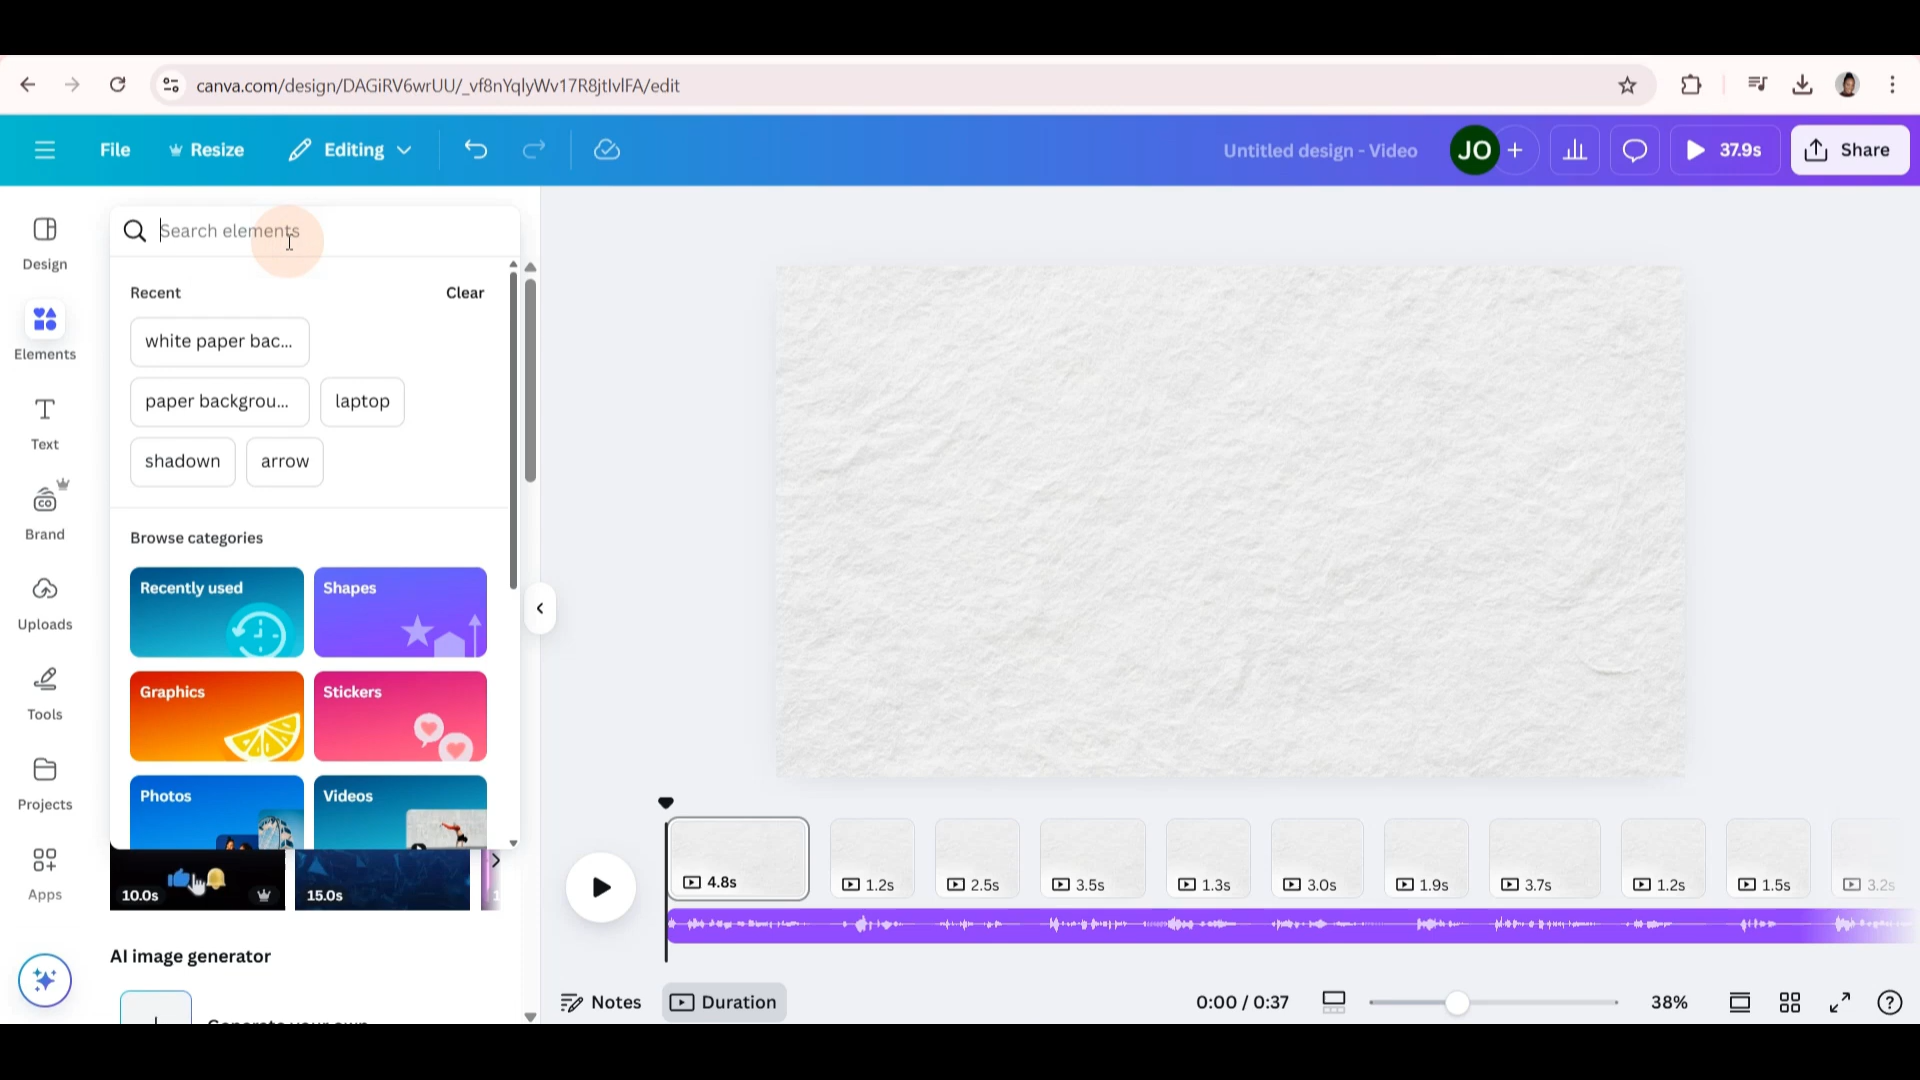 canva.com/design/DAGiRV6wrUU/_vf8nYqlyWv17R8jtIvlFA/edit
File
Resize
Editing
Untitled design - Video
JO
37.9s
Share
Design
Elements
Text
Brand
Uploads
Tools
Projects
Apps
Search elements
Recent
Clear
white paper bac...
paper backgrou...
laptop
shadown
arrow
Browse categories
Recently used
Shapes
Graphics
Stickers
Photos
Videos
10.0s
15.0s
AI image generator
4.8s
1.2s
2.5s
3.5s
1.3s
3.0s
1.9s
3.7s
1.2s
1.5s
3.2s
Notes
Duration
0:00 / 0:37
38%